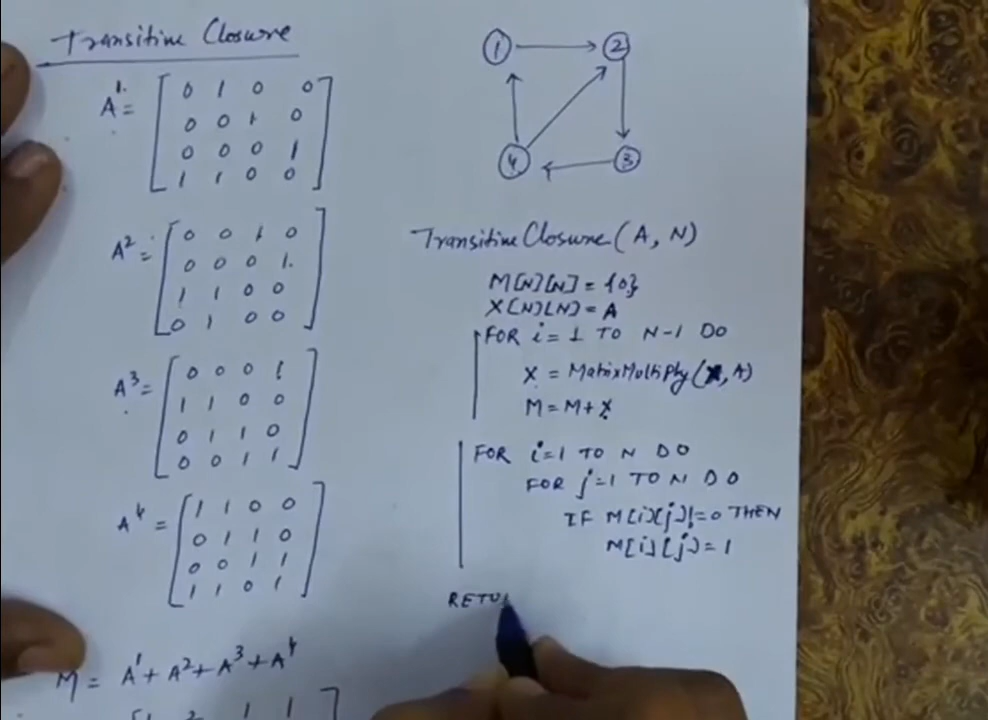 Transitive Closure
A1 = [ 0 1 0 0
0 0 1 0
0 0 0 1
1 1 0 0 ]
A2 = [ 0 0 1 0
0 0 0 1
1 1 0 0
0 1 0 0 ]
A3 = [ 0 0 0 1
1 1 0 0
0 1 1 0
0 0 1 1 ]
A4 = [ 1 1 0 0
0 1 1 0
0 0 1 1
1 1 0 1 ]
M = A1 + A2 + A3 + A4
1 2 1 1
1 2
4 3
Transitive Closure (A, N)
M[N][N] = {0}
X[N][N] = A
FOR i = 1 TO N-1 DO
X = MatrixMultiply(X, A)
M = M + X
FOR i=1 TO N DO
FOR j=1 TO N DO
IF M[i][j]!=0 THEN
M[i][j]=1
RETU